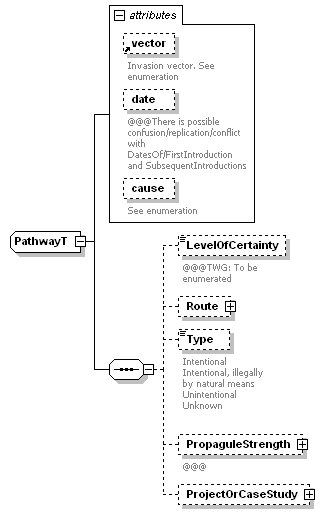 attributes
vector
Invasion vector. See
enumeration
date
@@@There is possible
confusion/replication/conflict
with
DatesOf/FirstIntroduction
and SubsequentIntroductions
cause
See enumeration
PathwayT
LevelOfCertainty
@@@TWG: To be
enumerated
Route
Type
Intentional
Intentional, illegally
by natural means
Unintentional
Unknown
PropaguleStrength
@@@
ProjectOrCaseStudy